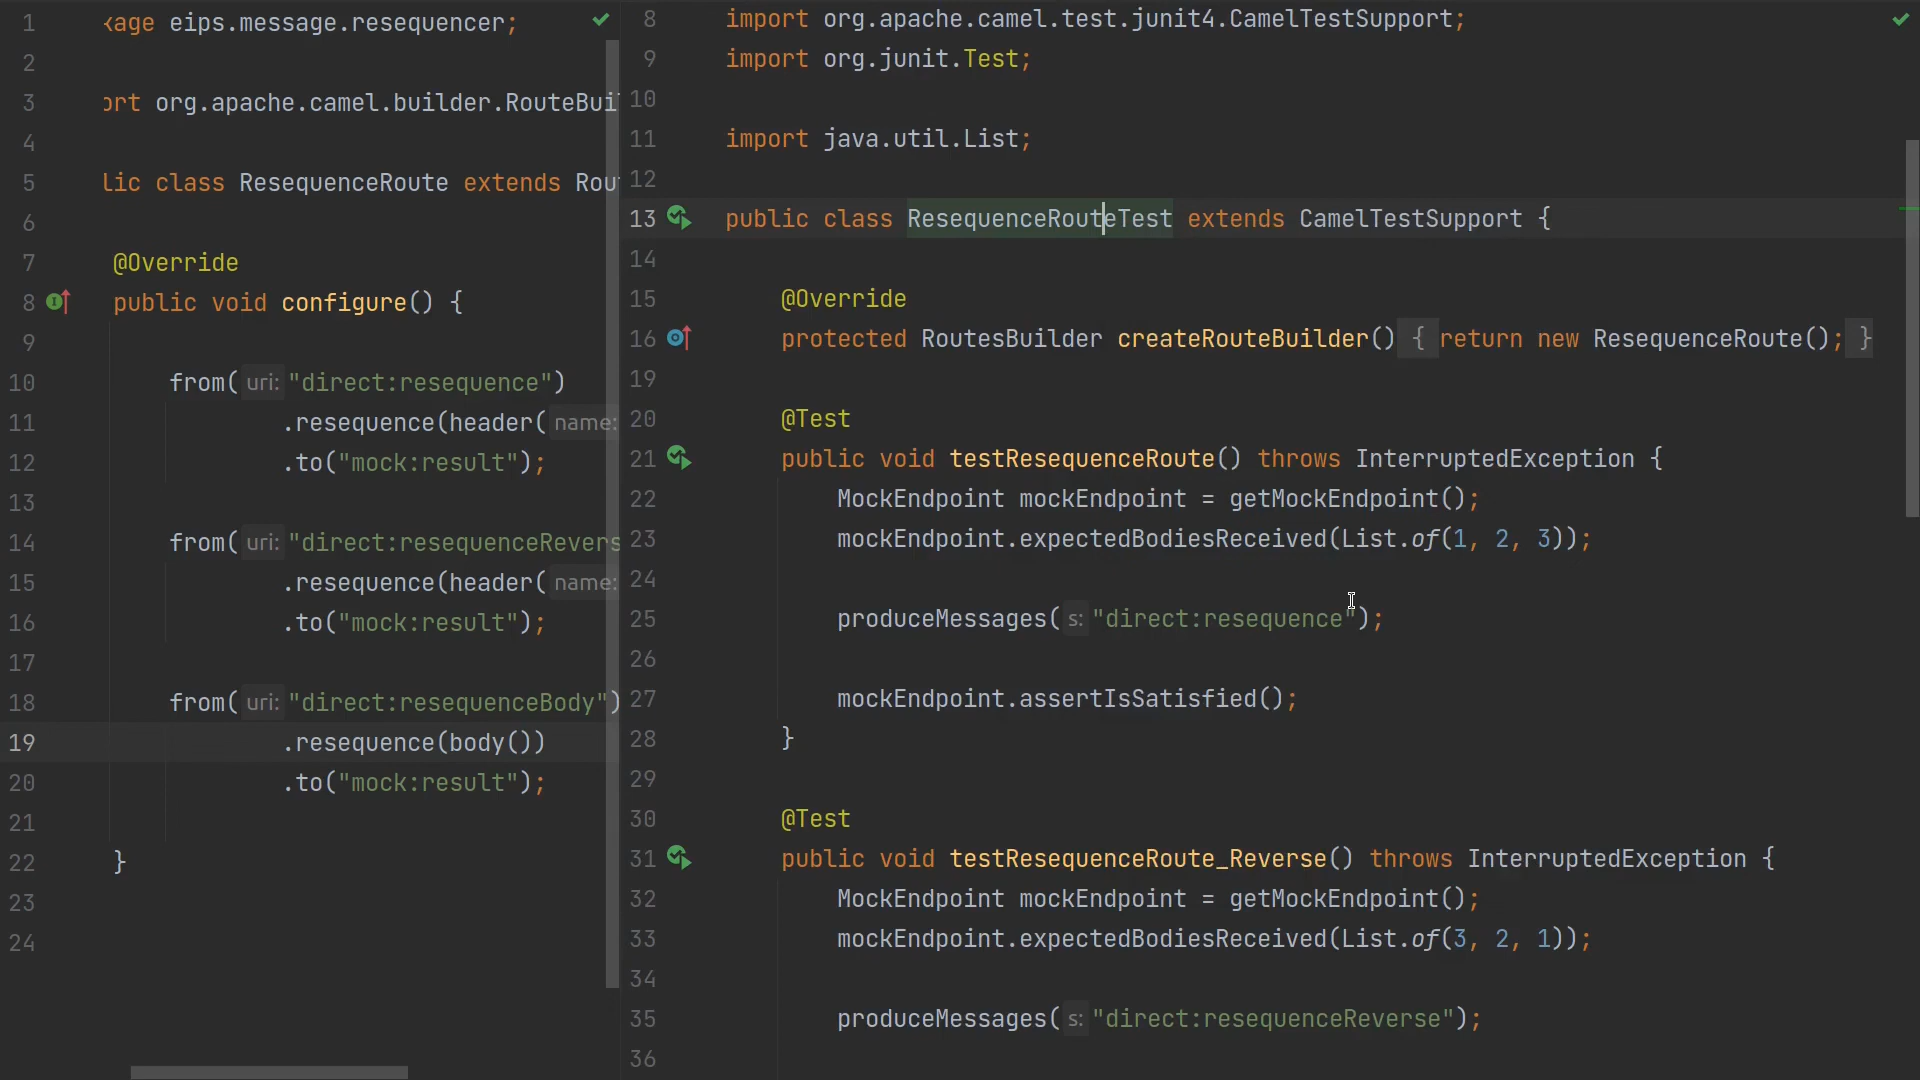 1 kage eips.message.resequencer;
2
3 ort org.apache.camel.builder.RouteBui
4
5 lic class ResequenceRoute extends Rou
6
7 @Override
8 public void configure() {
9
10 from( uri: "direct:resequence")
11 .resequence(header( name:
12 .to("mock:result");
13
14 from( uri: "direct:resequenceRevers
15 .resequence(header( name:
16 .to("mock:result");
17
18 from( uri: "direct:resequenceBody")
19 .resequence(body())
20 .to("mock:result");
21
22 }
23
24
8 import org.apache.camel.test.junit4.CamelTestSupport;
9 import org.junit.Test;
10
11 import java.util.List;
12
13 public class ResequenceRouteTest extends CamelTestSupport {
14
15 @Override
16 protected RoutesBuilder createRouteBuilder() { return new ResequenceRoute(); }
19
20 @Test
21 public void testResequenceRoute() throws InterruptedException {
22 MockEndpoint mockEndpoint = getMockEndpoint();
23 mockEndpoint.expectedBodiesReceived(List.of(1, 2, 3));
24
25 produceMessages( s: "direct:resequence");
26
27 mockEndpoint.assertIsSatisfied();
28 }
29
30 @Test
31 public void testResequenceRoute_Reverse() throws InterruptedException {
32 MockEndpoint mockEndpoint = getMockEndpoint();
33 mockEndpoint.expectedBodiesReceived(List.of(3, 2, 1));
34
35 produceMessages( s: "direct:resequenceReverse");
36